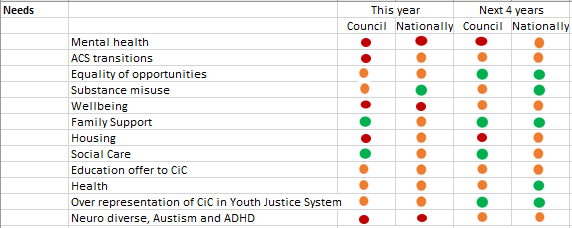 Needs This year Next 4 years
Council Nationally Council Nationally
Mental health
ACS transitions
Equality of opportunities
Substance misuse
Wellbeing
Family Support
Housing
Social Care
Education offer to CiC
Health
Over representation of CiC in Youth Justice System
Neuro diverse, Austism and ADHD